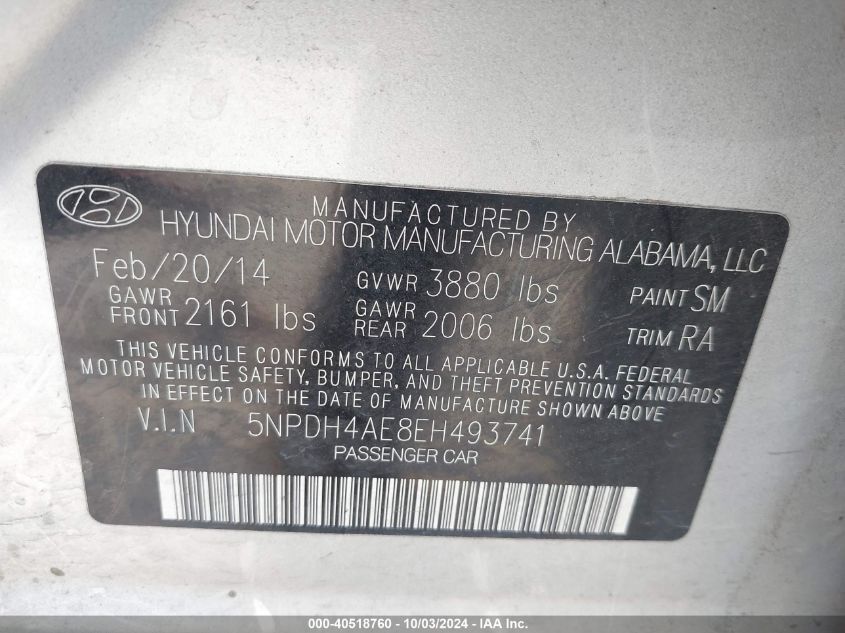 MANUFACTURED BY
HYUNDAI MOTOR MANUFACTURING ALABAMA, LLC
Feb/20/14 GVWR 3880 lbs PAINT SM
GAWR FRONT 2161 lbs GAWR REAR 2006 lbs TRIM RA
THIS VEHICLE CONFORMS TO ALL APPLICABLE U.S.A. FEDERAL
MOTOR VEHICLE SAFETY, BUMPER, AND THEFT PREVENTION STANDARDS
IN EFFECT ON THE DATE OF MANUFACTURE SHOWN ABOVE.
V.I.N 5NPDH4AE8EH493741
PASSENGER CAR
000-40518760 - 10/03/2024 - IAA Inc.